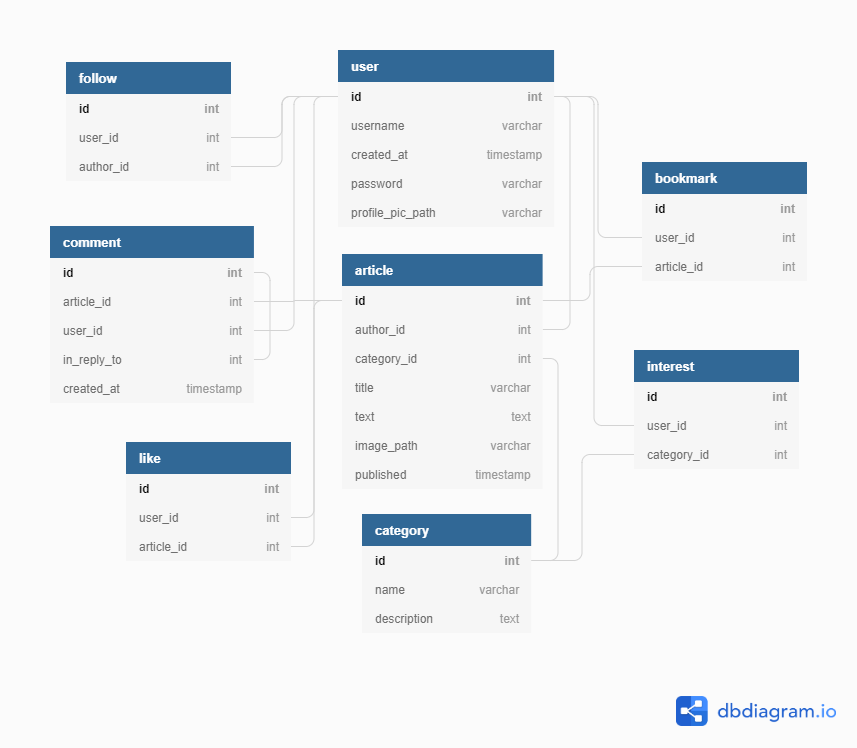 follow
id int
user_id int
author_id int
user
id int
username varchar
created_at timestamp
password varchar
profile_pic_path varchar
bookmark
id int
user_id int
article_id int
comment
id int
article_id int
user_id int
in_reply_to int
created_at timestamp
article
id int
author_id int
category_id int
title varchar
text text
image_path varchar
published timestamp
interest
id int
user_id int
category_id int
like
id int
user_id int
article_id int
category
id int
name varchar
description text
dbdiagram.io